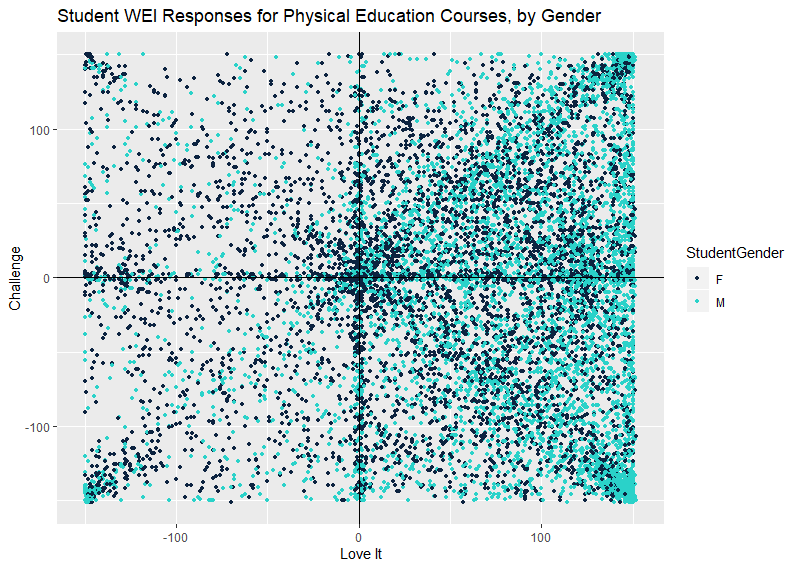 Student WEI Responses for Physical Education Courses, by Gender
Challenge
100
0
-100
-100
0
100
Love It
StudentGender
F
M